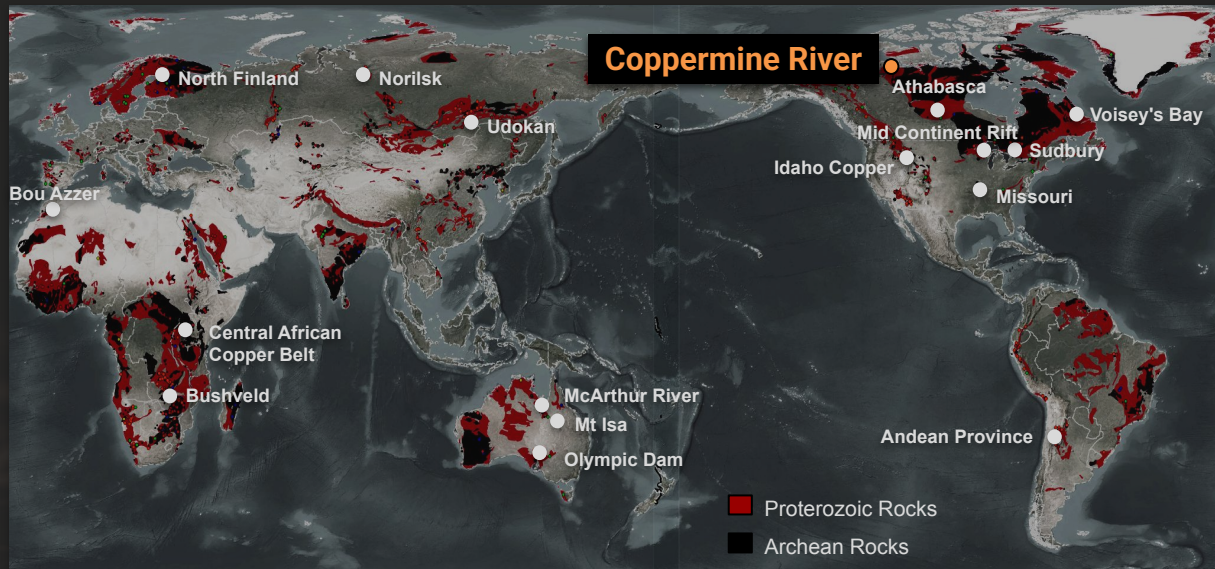 Coppermine River
North Finland
Norilsk
Athabasca
Udokan
Voisey's Bay
Mid Continent Rift
Sudbury
Idaho Copper
Missouri
Bou Azzer
Central African
Copper Belt
Bushveld
McArthur River
Mt Isa
Andean Province
Olympic Dam
Proterozoic Rocks
Archean Rocks